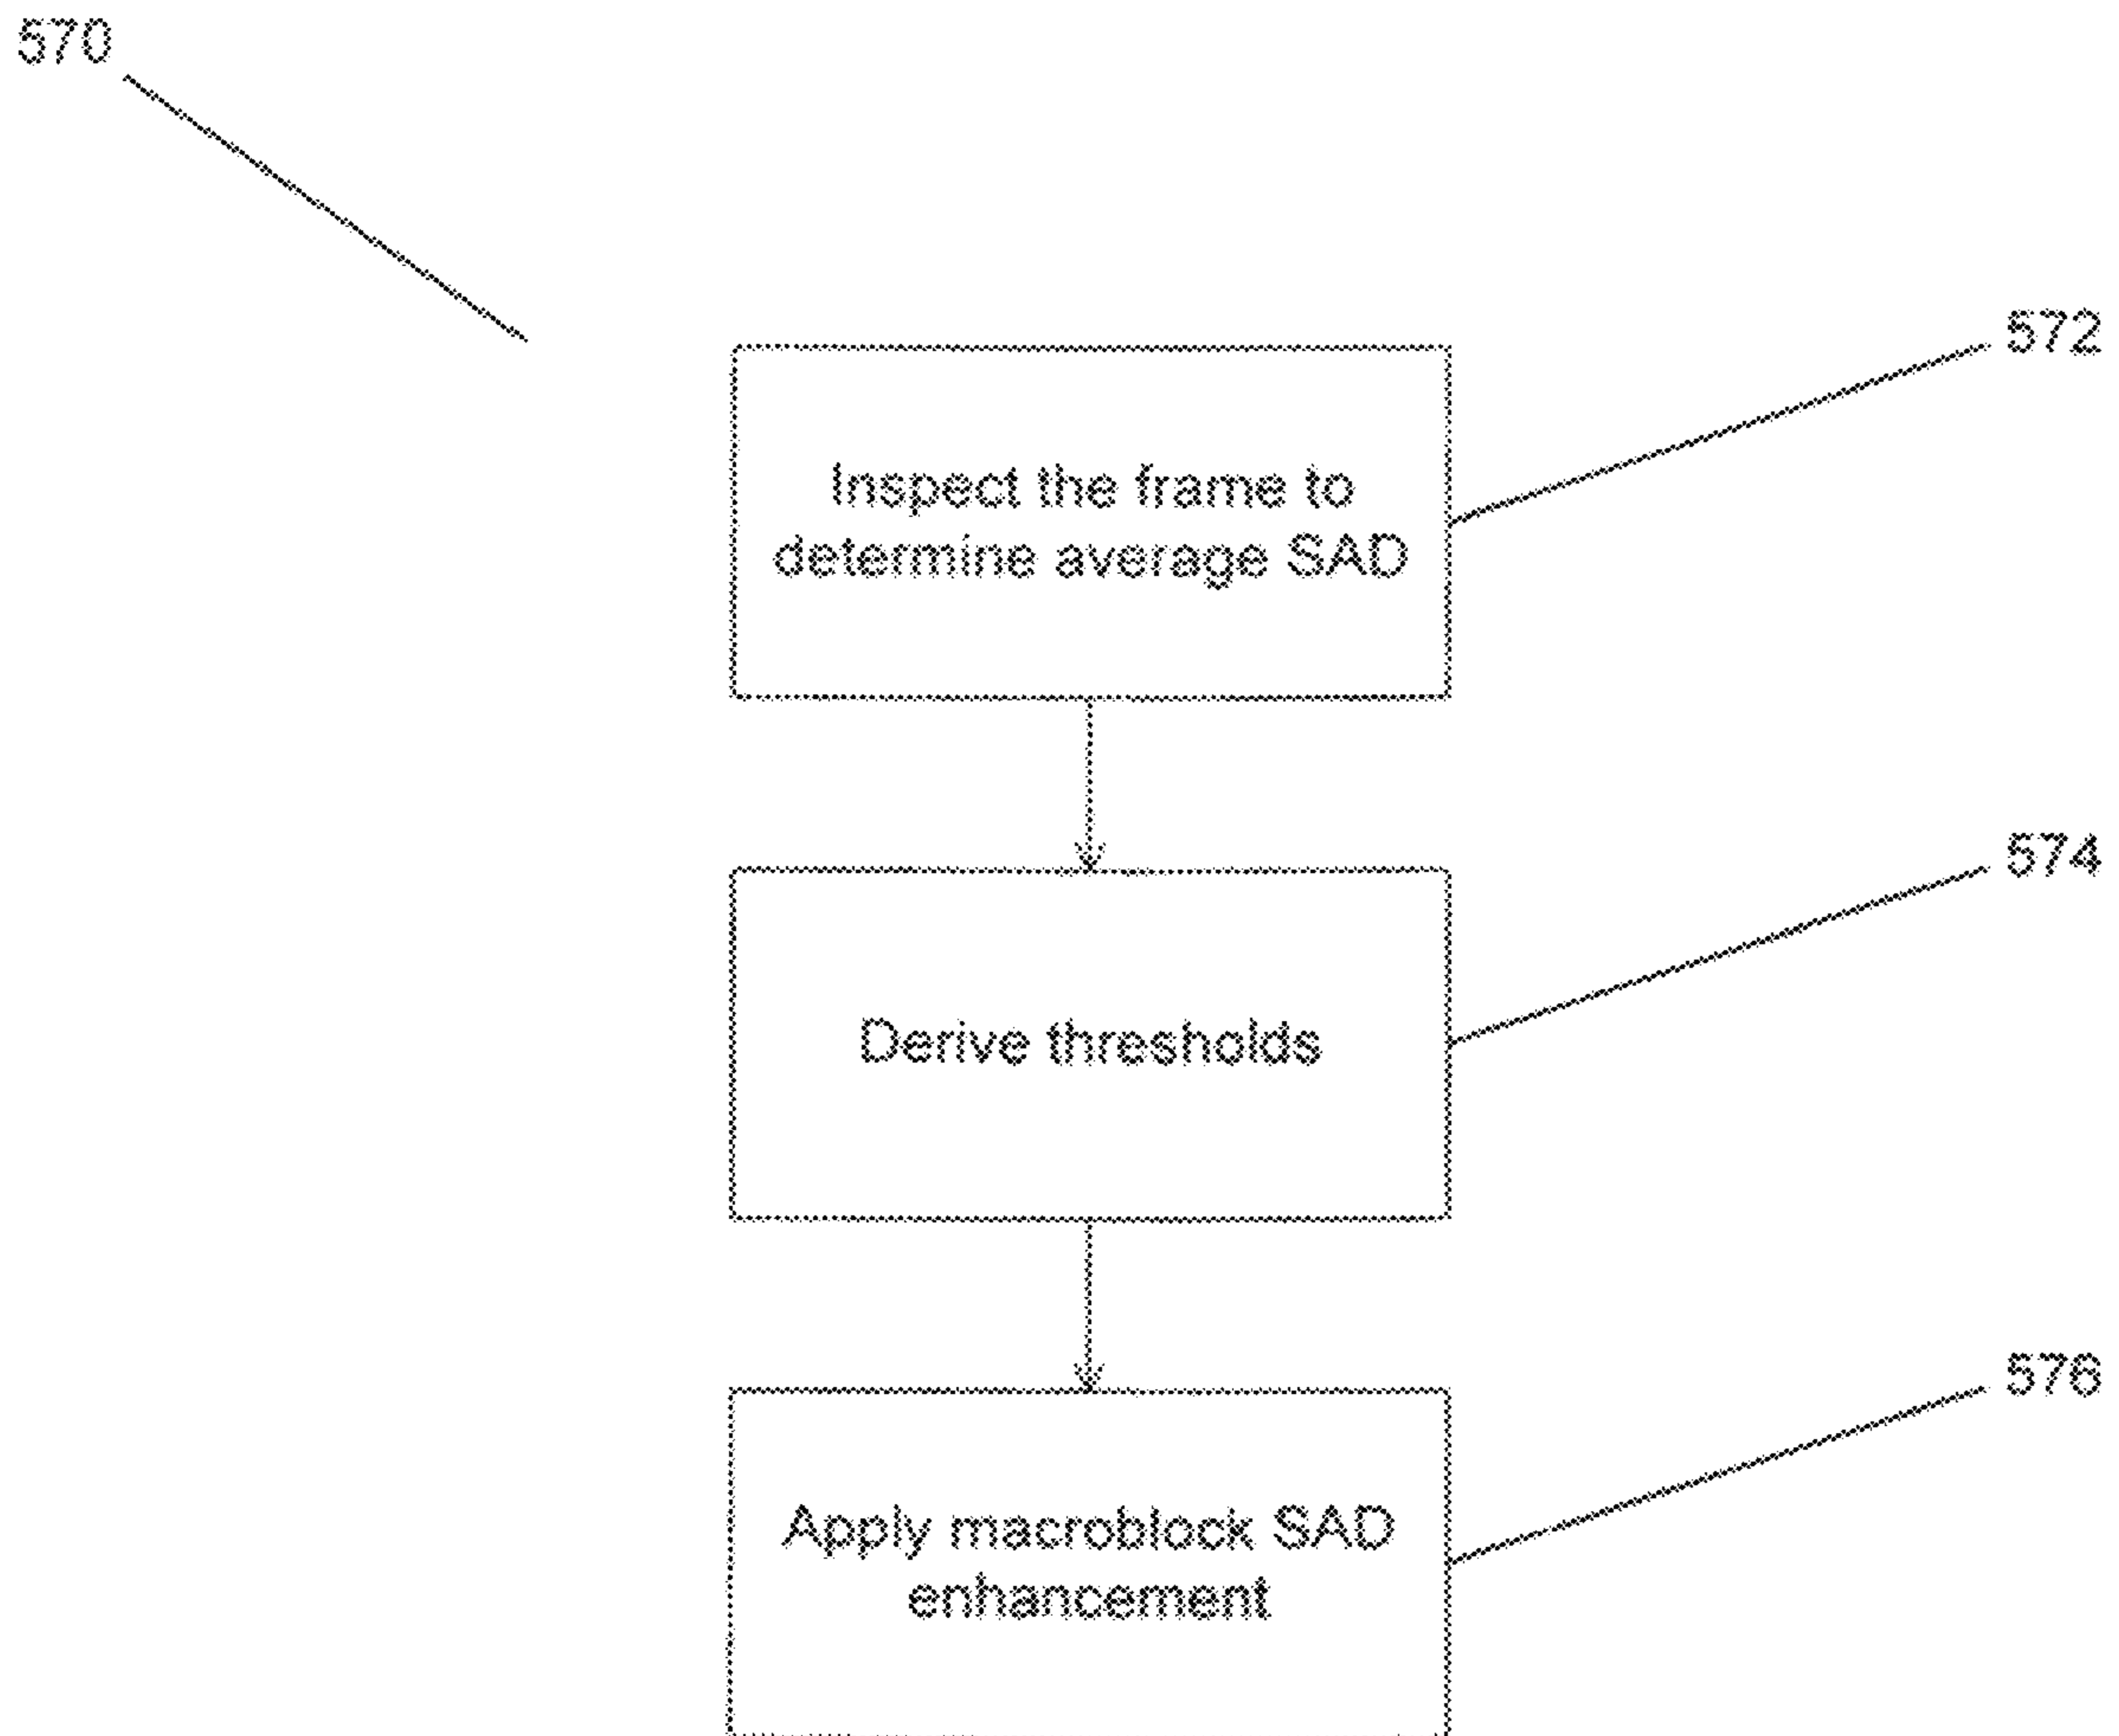 570
572
Inspect the frame to
determine average SAD
574
Derive thresholds
576
Apply macroblock SAD
enhancement